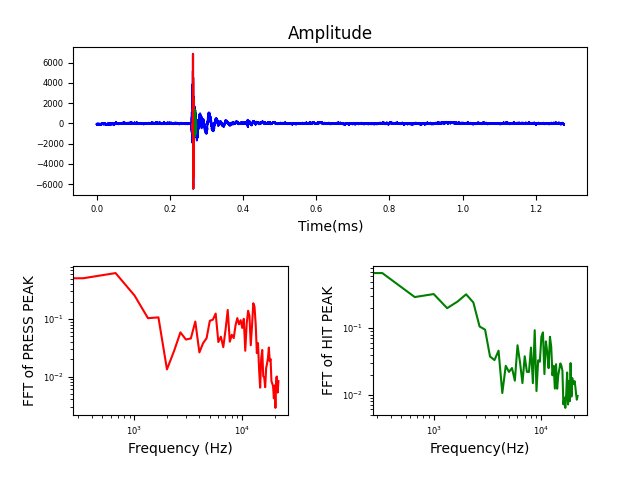 Amplitude
6000
4000
2000
0
−2000
−4000
−6000
0.0 0.2 0.4 0.6 0.8 1.0 1.2
Time(ms)
FFT of PRESS PEAK
10⁻¹
10⁻²
10³ 10⁴
Frequency (Hz)
FFT of HIT PEAK
10⁻¹
10⁻²
10³ 10⁴
Frequency(Hz)